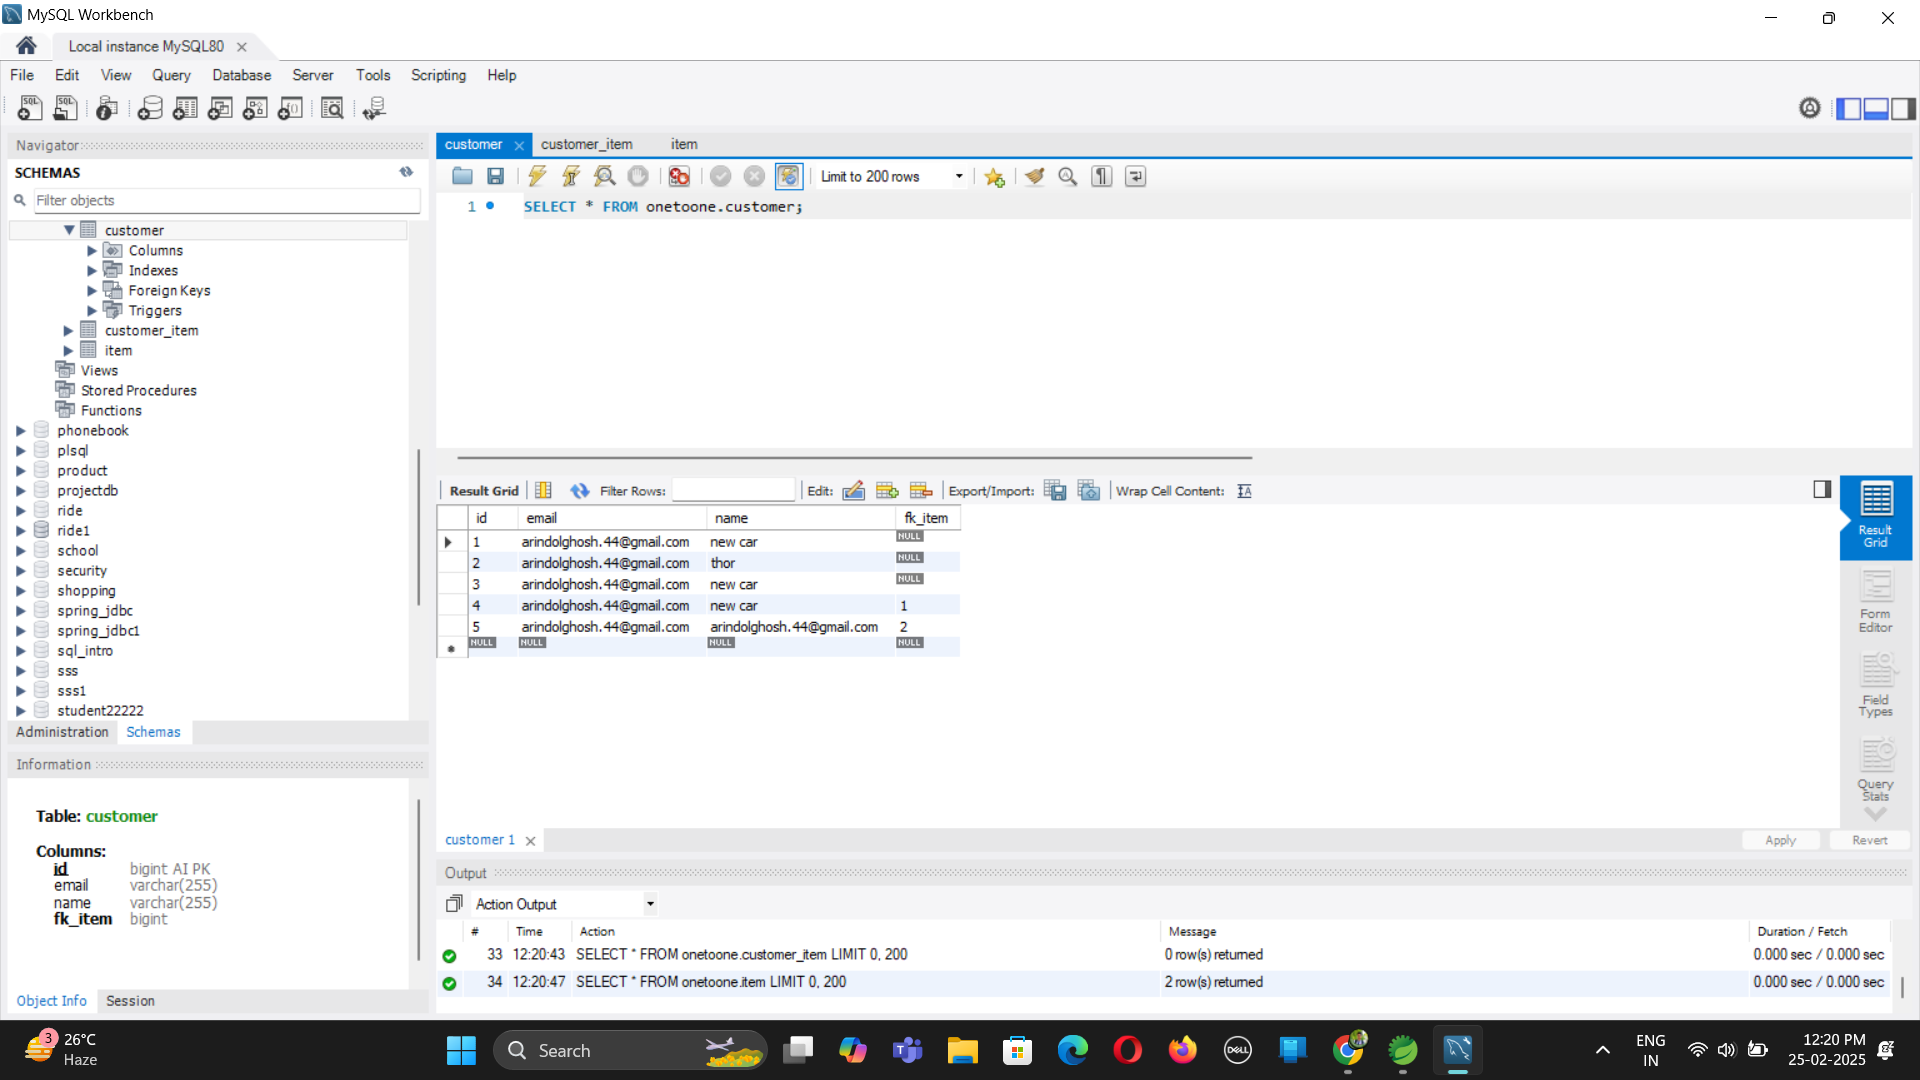 MySQL Workbench
Local instance MySQL80
File Edit View Query Database Server Tools Scripting Help
Navigator
SCHEMAS
Filter objects
customer
Columns
Indexes
Foreign Keys
Triggers
customer_item
item
Views
Stored Procedures
Functions
phonebook
plsql
product
projectdb
ride
ride1
school
security
shopping
spring_jdbc
spring_jdbc1
sql_intro
sss
sss1
student22222
Administration Schemas
Information
Table: customer
Columns:
id bigint AI PK
email varchar(255)
name varchar(255)
fk_item bigint
Object Info Session
customer customer_item item
Limit to 200 rows
1 SELECT * FROM onetoone.customer;
Result Grid Filter Rows: Edit: Export/Import: Wrap Cell Content:
id email name fk_item
1 arindolghosh.44@gmail.com new car NULL
2 arindolghosh.44@gmail.com thor NULL
3 arindolghosh.44@gmail.com new car NULL
4 arindolghosh.44@gmail.com new car 1
5 arindolghosh.44@gmail.com arindolghosh.44@gmail.com 2
NULL NULL NULL NULL
Result
Grid
Form
Editor
Field
Types
Query
Stats
customer 1
Apply Revert
Output
Action Output
# Time Action Message Duration / Fetch
33 12:20:43 SELECT * FROM onetoone.customer_item LIMIT 0, 200 0 row(s) returned 0.000 sec / 0.000 sec
34 12:20:47 SELECT * FROM onetoone.item LIMIT 0, 200 2 row(s) returned 0.000 sec / 0.000 sec
3
26°C
Haze
Search
DELL
ENG
IN
12:20 PM
25-02-2025